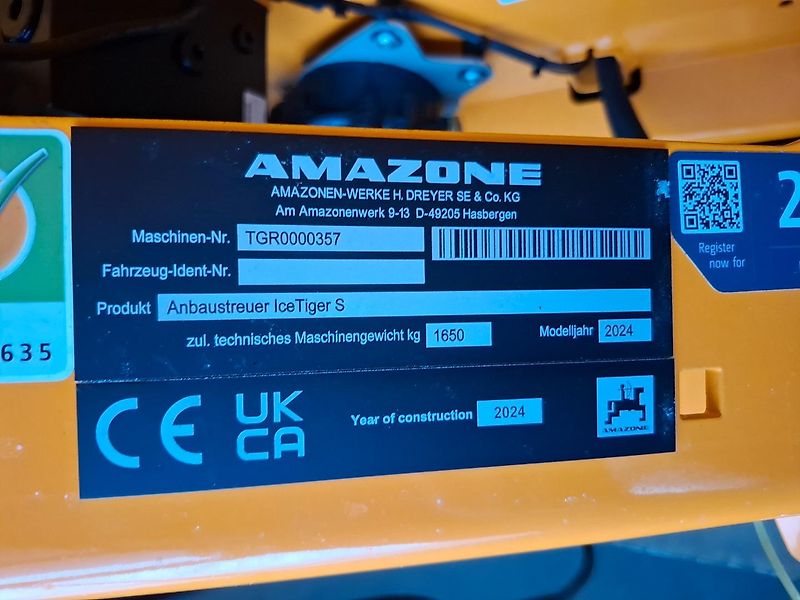 AMAZONE
AMAZONEN-WERKE H. DREYER SE & Co. KG
Am Amazonenwerk 9-13 D-49205 Hasbergen
Maschinen-Nr. TGR0000357
Fahrzeug-Ident-Nr.
Produkt Anbaustreuer IceTiger S
zul. technisches Maschinengewicht kg 1650 Modelljahr 2024
CE UK
CA
Year of construction 2024
AMAZONE
635
Register
now for
2